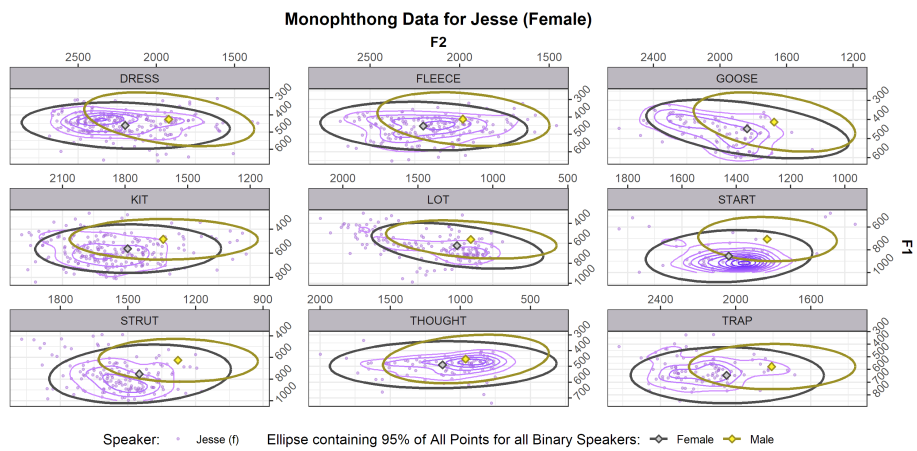 Monophthong Data for Jesse (Female)
F2
2500 2000 1500
2500 2000 1500
2400 2000 1600 1200
DRESS FLEECE GOOSE
300 400 500 600
300 400 500 600
300 400 500 600
2100 1800 1500 1200
2000 1500 1000 500
1800 1600 1400 1200 1000
KIT LOT START
400 600 800
400 600 800 1000
600 800 1000
F1
1800 1500 1200 900
2000 1500 1000 500
2400 2000 1600
STRUT THOUGHT TRAP
400 600 800 1000
300 400 500 600 700
300 400 500 600 700
Speaker: Jesse (f) Ellipse containing 95% of All Points for all Binary Speakers: Female Male